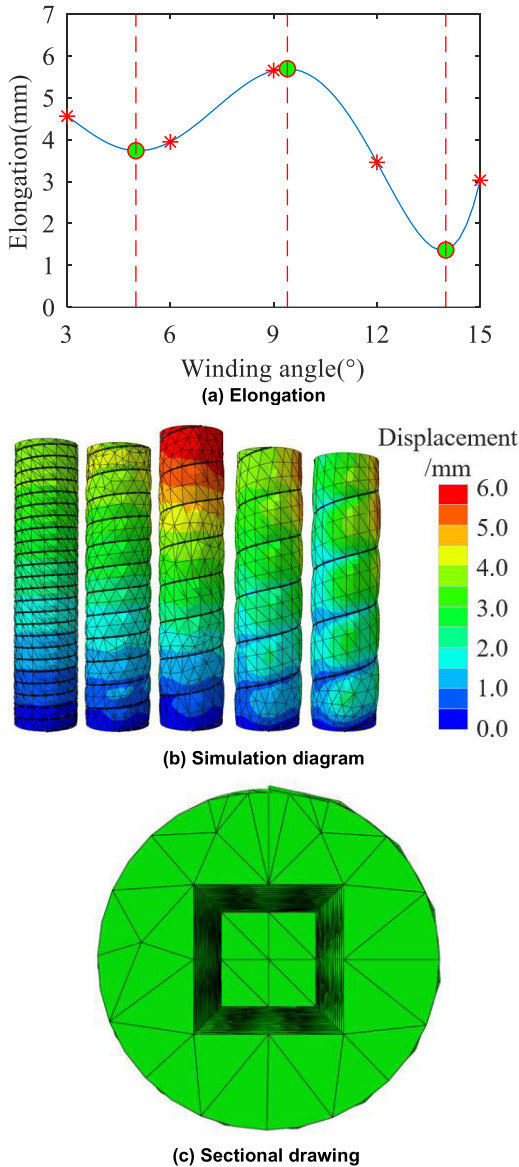 7
6
5
4
3
2
1
0
Elongation(mm)
3 6 9 12 15
Winding angle(°)
(a) Elongation
Displacement
/mm
6.0
5.0
4.0
3.0
2.0
1.0
0.0
(b) Simulation diagram
(c) Sectional drawing